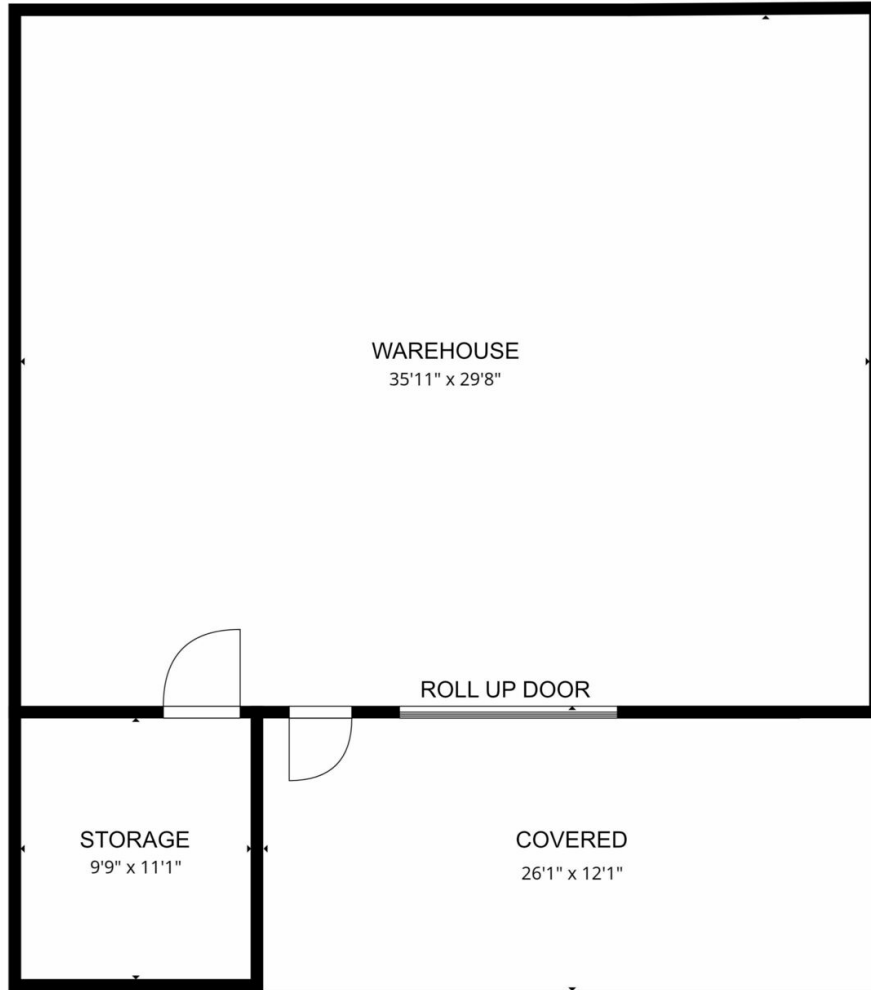 WAREHOUSE
35'11" x 29'8"
ROLL UP DOOR
STORAGE
9'9" x 11'1"
COVERED
26'1" x 12'1"